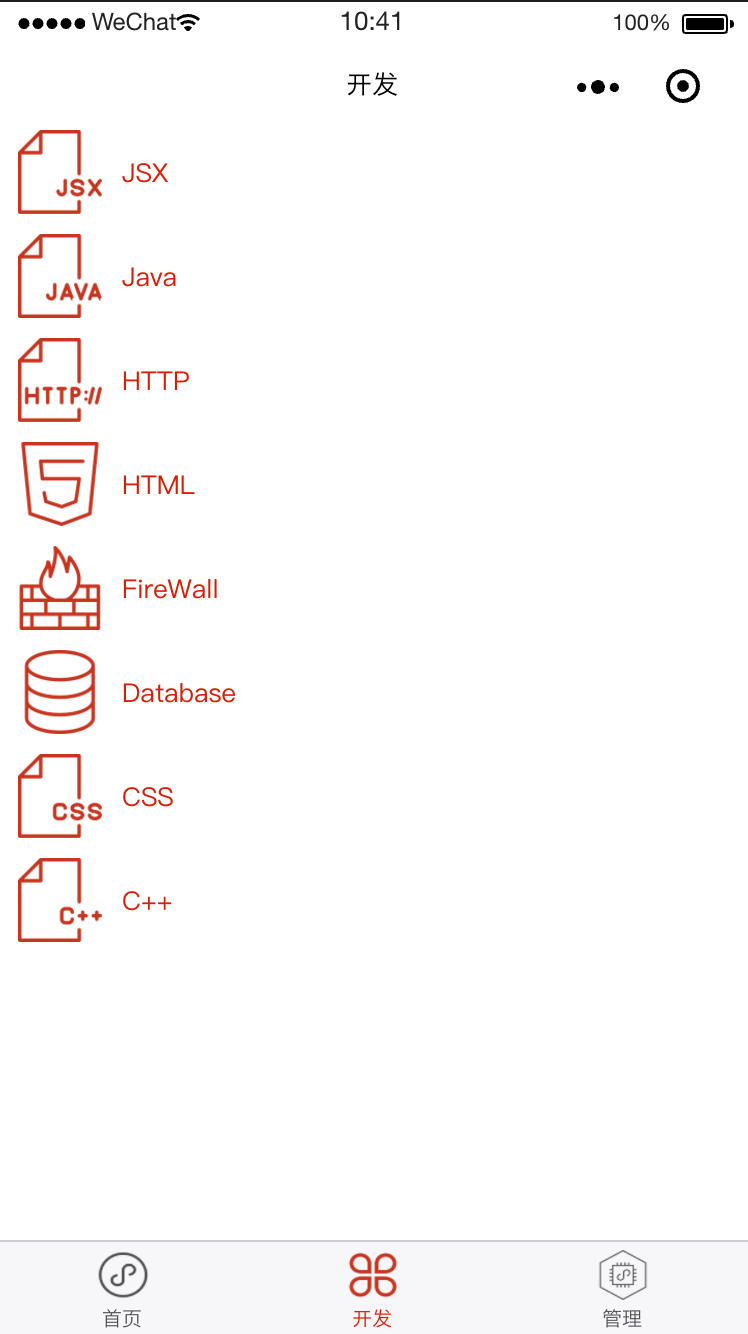 WeChat 10:41 100%
开发
JSX JSX
JAVA Java
HTTP:// HTTP
HTML
FireWall
Database
CSS CSS
C++ C++
首页 开发 管理